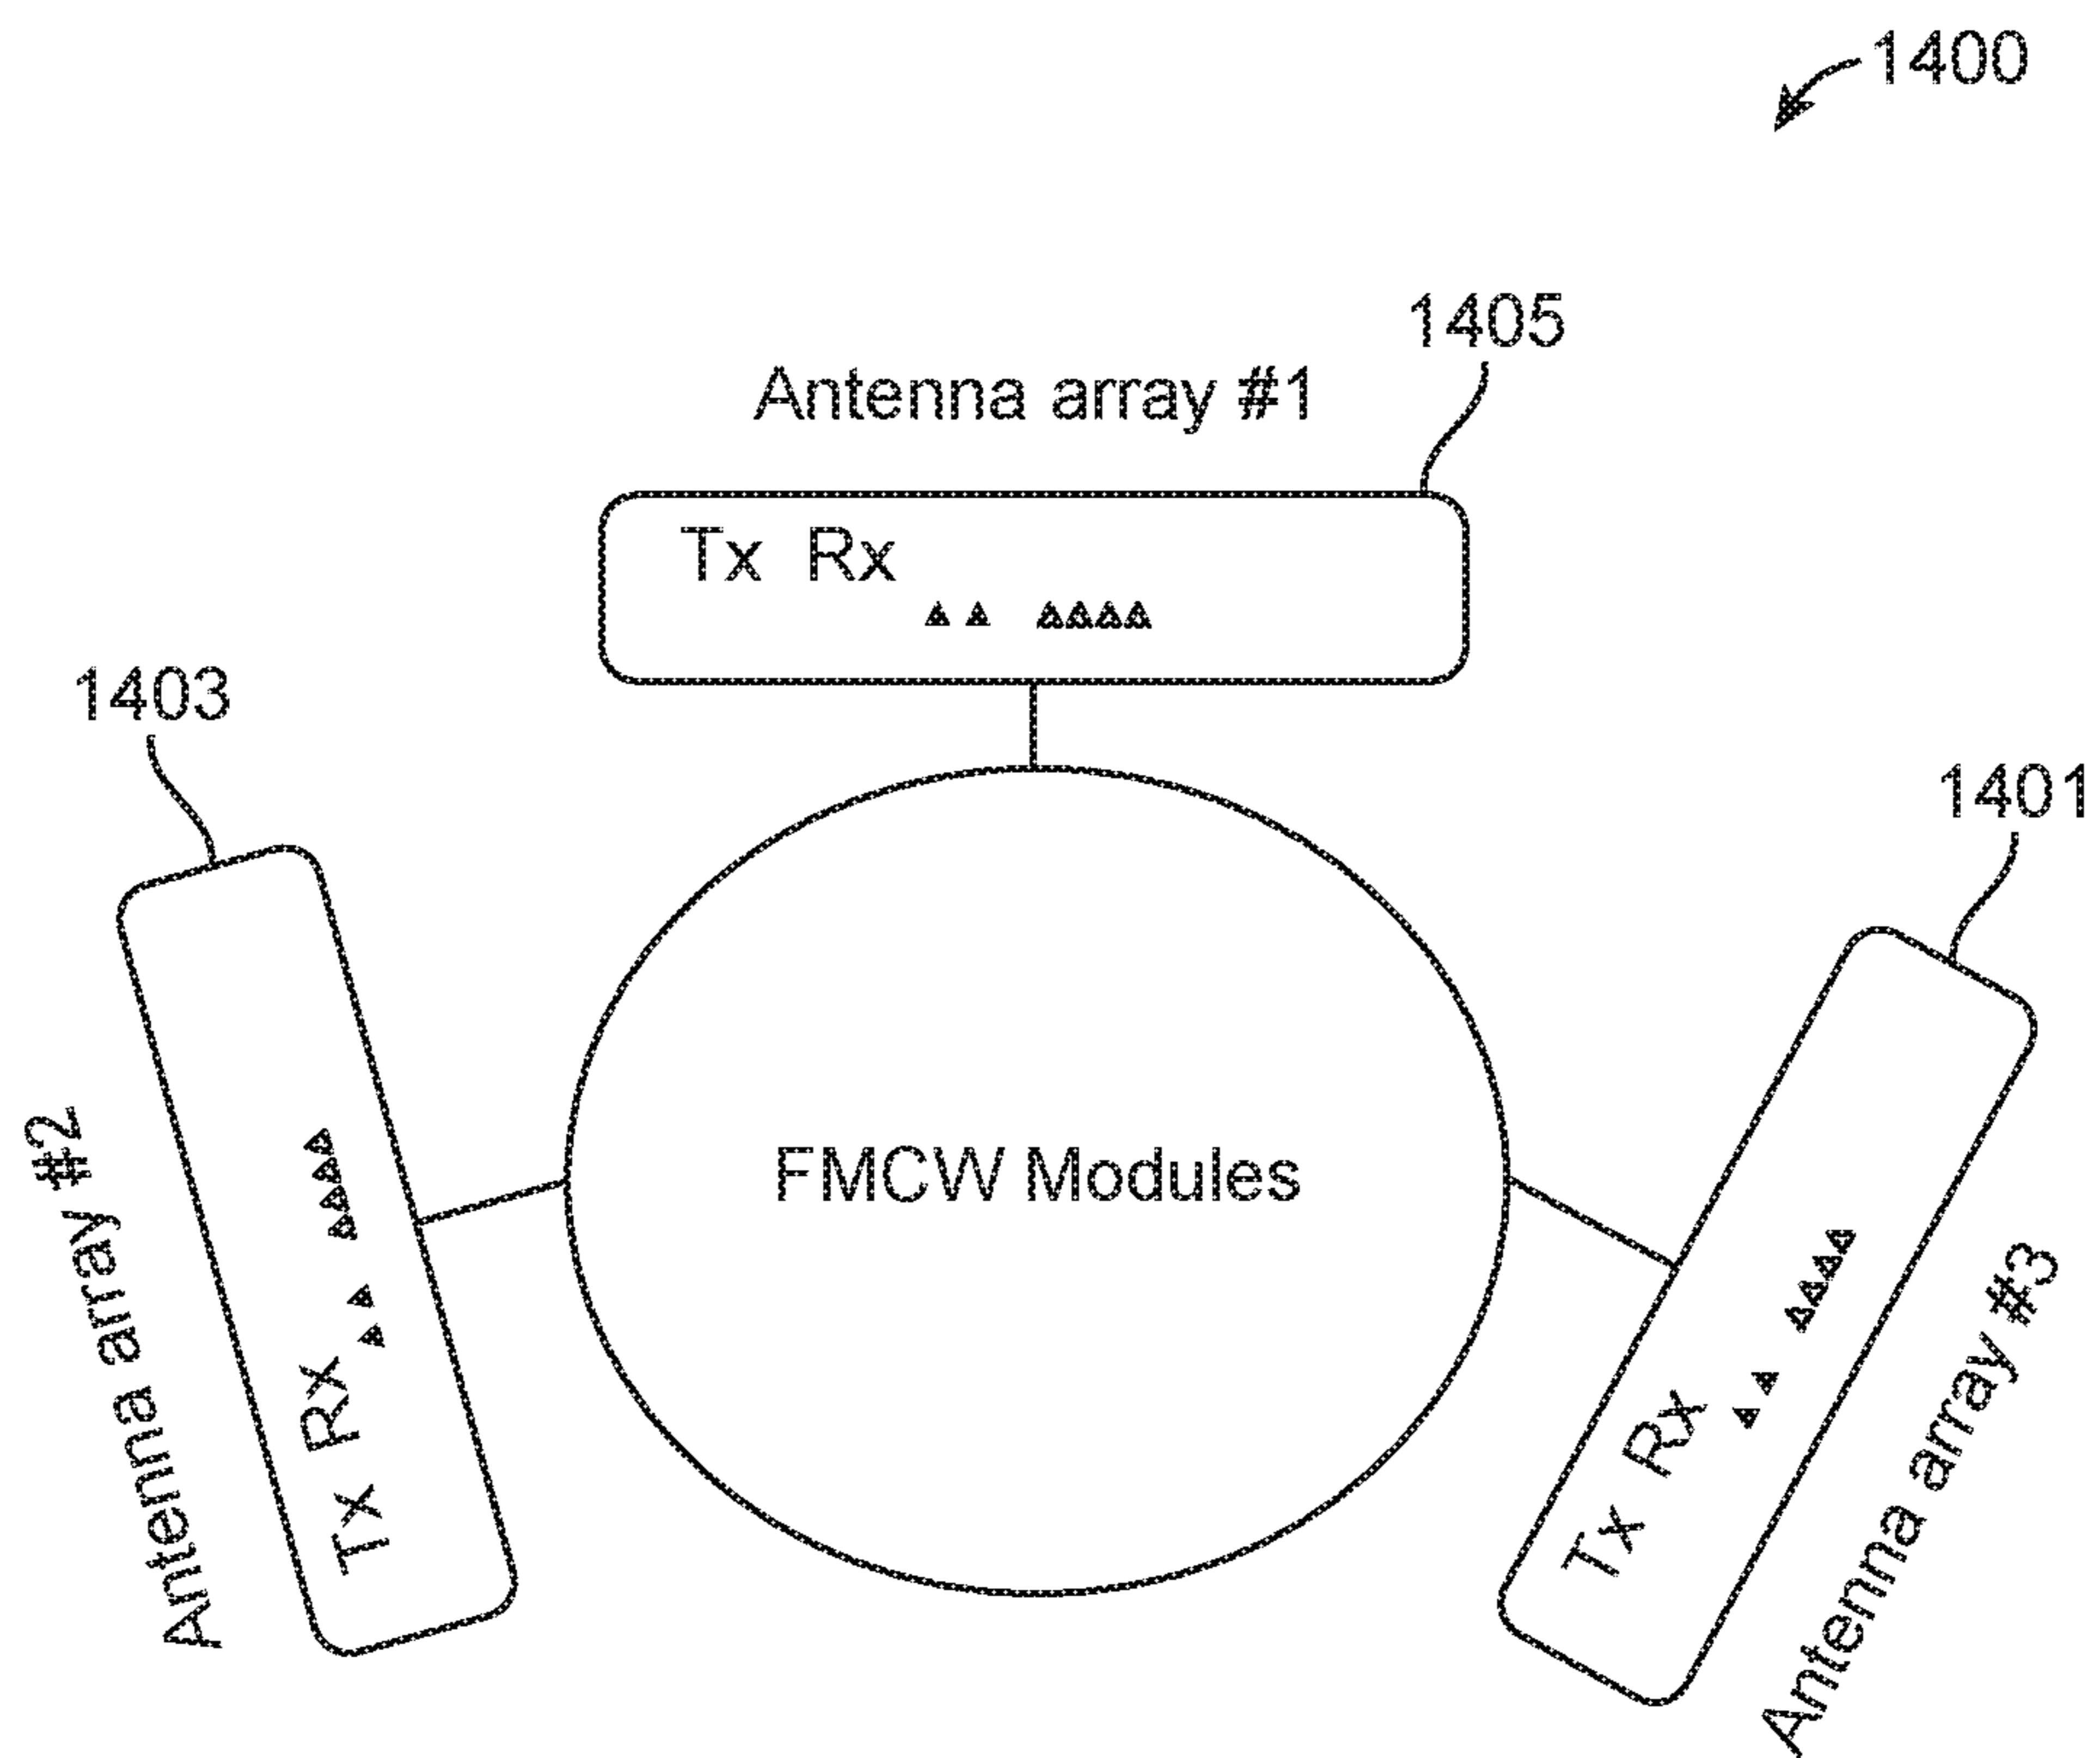 1400
1405
Antenna array #1
Tx Rx
1403
1401
Antenna array #2
Tx Rx
FMCW Modules
Tx Rx
Antenna array #3